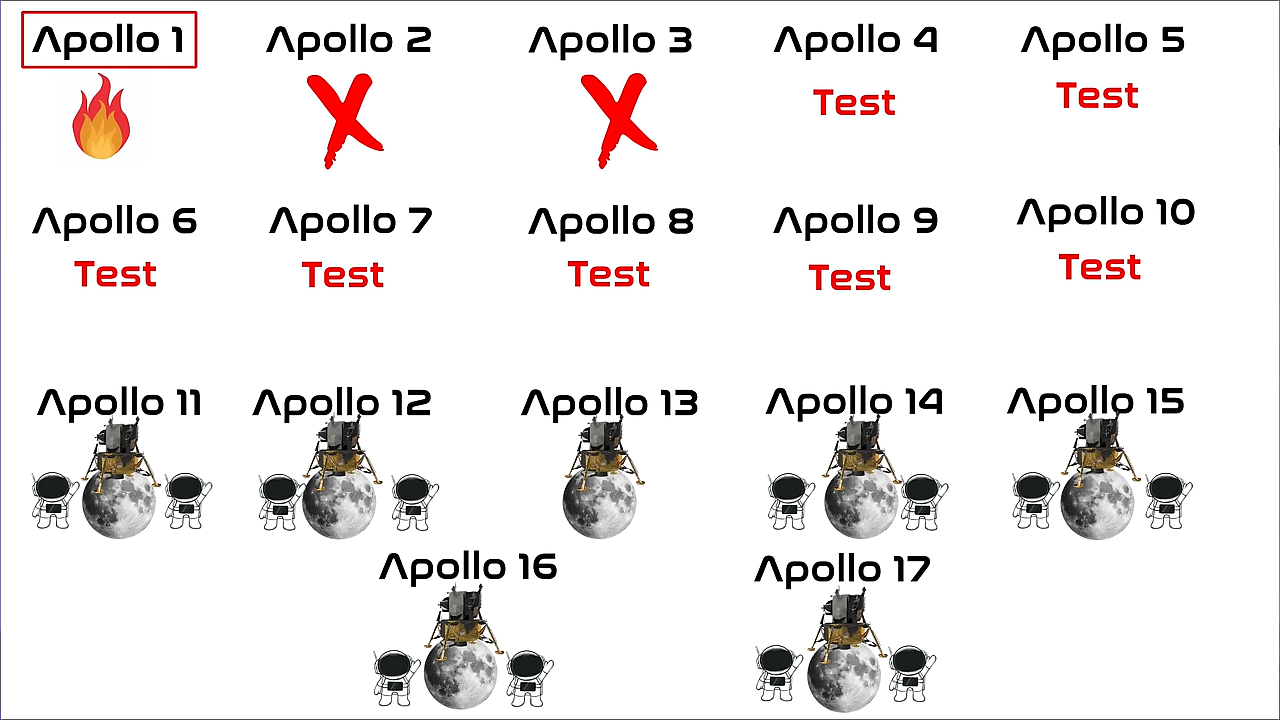 Apollo 1
Apollo 2
Apollo 3
Apollo 4
Apollo 5
Test
Test
Apollo 6
Apollo 7
Apollo 8
Apollo 9
Apollo 10
Test
Test
Test
Test
Test
Apollo 11
Apollo 12
Apollo 13
Apollo 14
Apollo 15
Apollo 16
Apollo 17